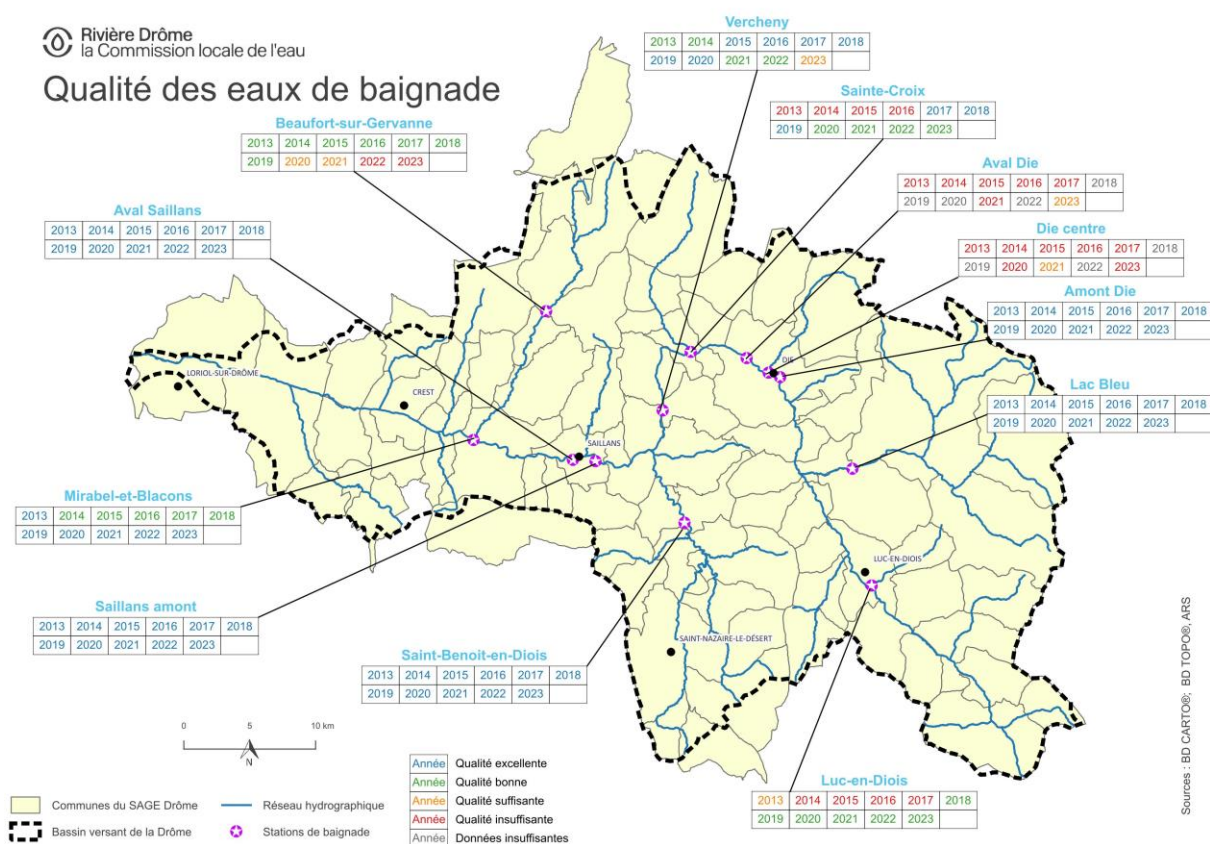 Rivière Drôme
la Commission locale de l'eau
Qualité des eaux de baignade
Vercheny
2013 2014 2015 2016 2017 2018
2019 2020 2021 2022 2023
Sainte-Croix
2013 2014 2015 2016 2017 2018
2019 2020 2021 2022 2023
Beaufort-sur-Gervanne
2013 2014 2015 2016 2017 2018
2019 2020 2021 2022 2023
Aval Die
2013 2014 2015 2016 2017 2018
2019 2020 2021 2022 2023
Aval Saillans
2013 2014 2015 2016 2017 2018
2019 2020 2021 2022 2023
Die centre
2013 2014 2015 2016 2017 2018
2019 2020 2021 2022 2023
Amont Die
2013 2014 2015 2016 2017 2018
2019 2020 2021 2022 2023
DIE
LORIOL-SUR-DRÔME
CREST
Lac Bleu
2013 2014 2015 2016 2017 2018
2019 2020 2021 2022 2023
SAILLANS
Mirabel-et-Blacons
2013 2014 2015 2016 2017 2018
2019 2020 2021 2022 2023
LUC-EN-DIOIS
Saillans amont
2013 2014 2015 2016 2017 2018
2019 2020 2021 2022 2023
SAINT-NAZAIRE-LE-DÉSERT
Saint-Benoit-en-Diois
2013 2014 2015 2016 2017 2018
2019 2020 2021 2022 2023
0 5 10 km
N
Luc-en-Diois
2013 2014 2015 2016 2017 2018
2019 2020 2021 2022 2023
Communes du SAGE Drôme
Bassin versant de la Drôme
Réseau hydrographique
Stations de baignade
Année Qualité excellente
Année Qualité bonne
Année Qualité suffisante
Année Qualité insuffisante
Année Données insuffisantes
Sources : BD CARTO®; BD TOPO®, ARS